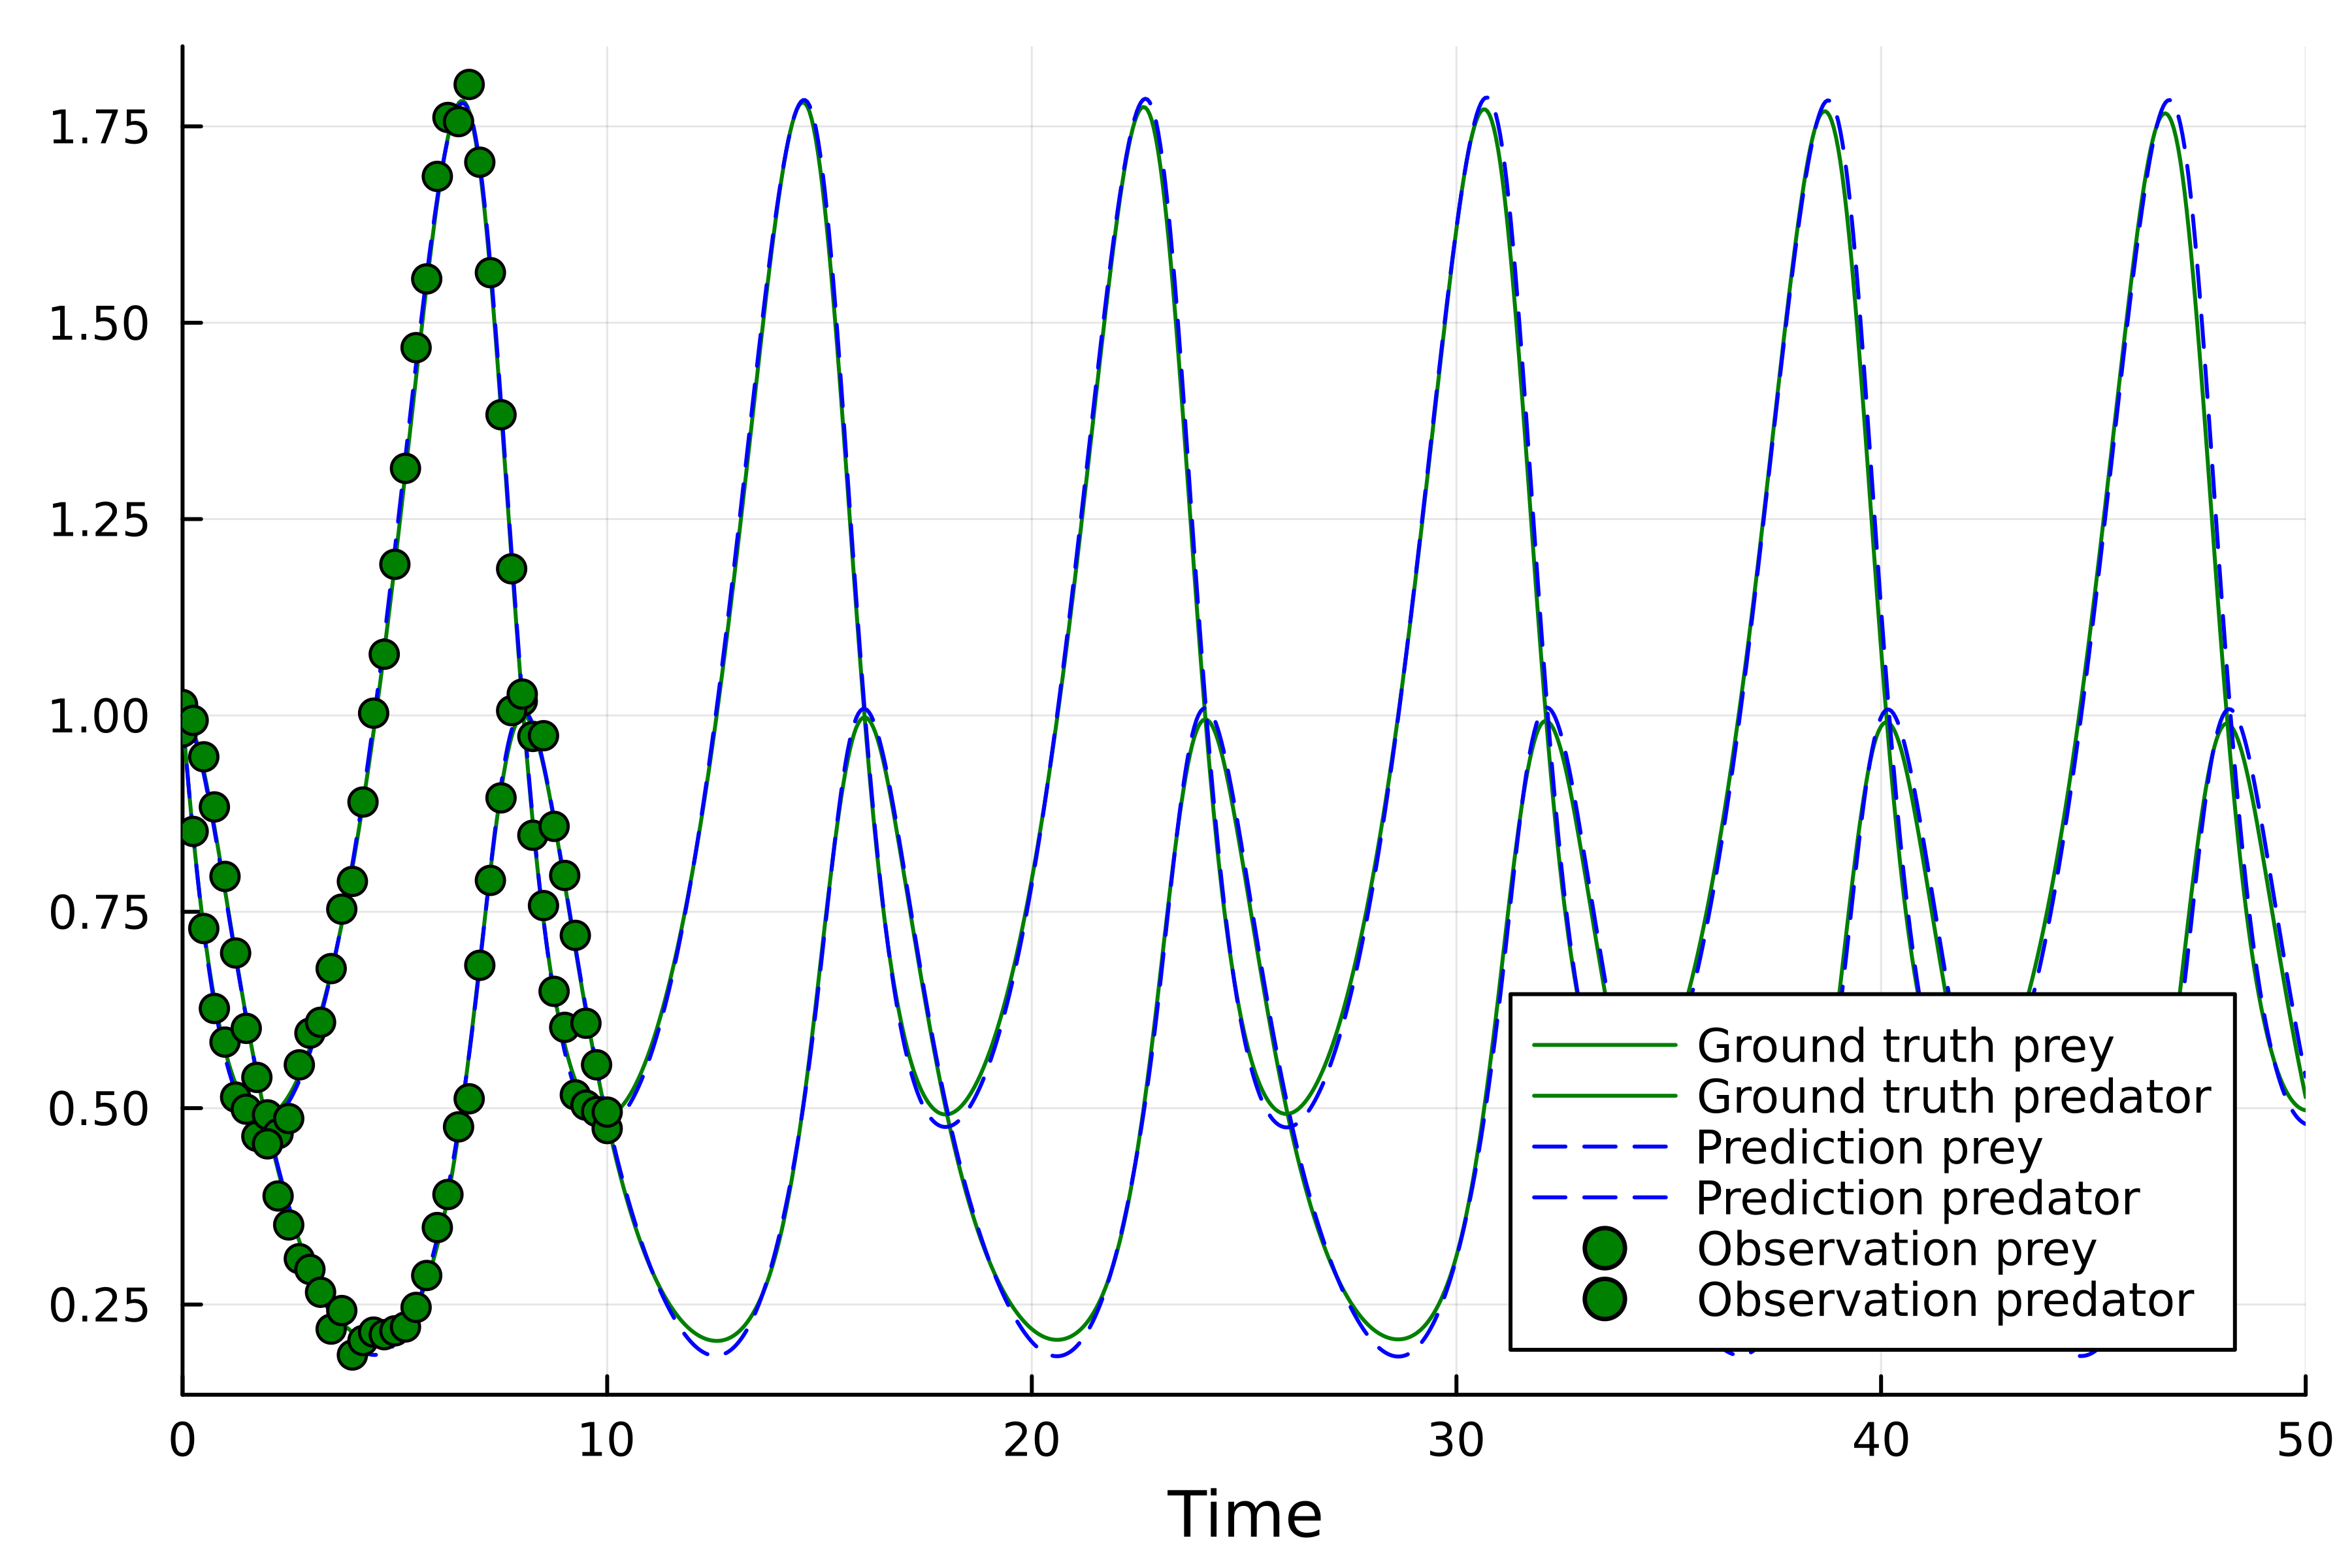 1.75
1.50
1.25
1.00
0.75
0.50
0.25
0 10 20 30 40 50
Time
Ground truth prey
Ground truth predator
Prediction prey
Prediction predator
Observation prey
Observation predator